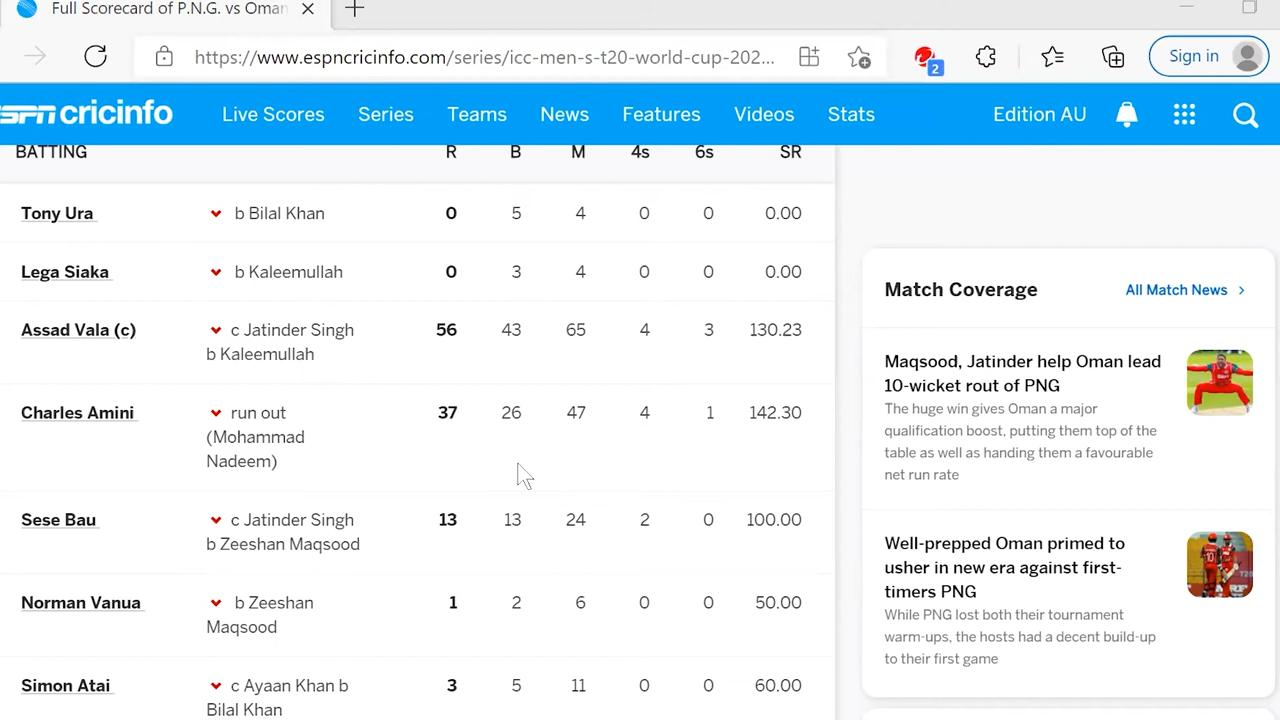 Full Scorecard of P.N.G. vs Oman
https://www.espncricinfo.com/series/icc-men-s-t20-world-cup-202...
2
Sign in
ESPN cricinfo
Live Scores Series Teams News Features Videos Stats Edition AU
BATTING R B M 4s 6s SR
Tony Ura b Bilal Khan 0 5 4 0 0 0.00
Lega Siaka b Kaleemullah 0 3 4 0 0 0.00
Assad Vala (c) c Jatinder Singh 56 43 65 4 3 130.23
b Kaleemullah
Charles Amini run out 37 26 47 4 1 142.30
(Mohammad
Nadeem)
Sese Bau c Jatinder Singh 13 13 24 2 0 100.00
b Zeeshan Maqsood
Norman Vanua b Zeeshan 1 2 6 0 0 50.00
Maqsood
Simon Atai c Ayaan Khan b 3 5 11 0 0 60.00
Bilal Khan
Match Coverage All Match News
Maqsood, Jatinder help Oman lead
10-wicket rout of PNG
The huge win gives Oman a major
qualification boost, putting them top of the
table as well as handing them a favourable
net run rate
Well-prepped Oman primed to
usher in new era against first-
timers PNG
While PNG lost both their tournament
warm-ups, the hosts had a decent build-up
to their first game